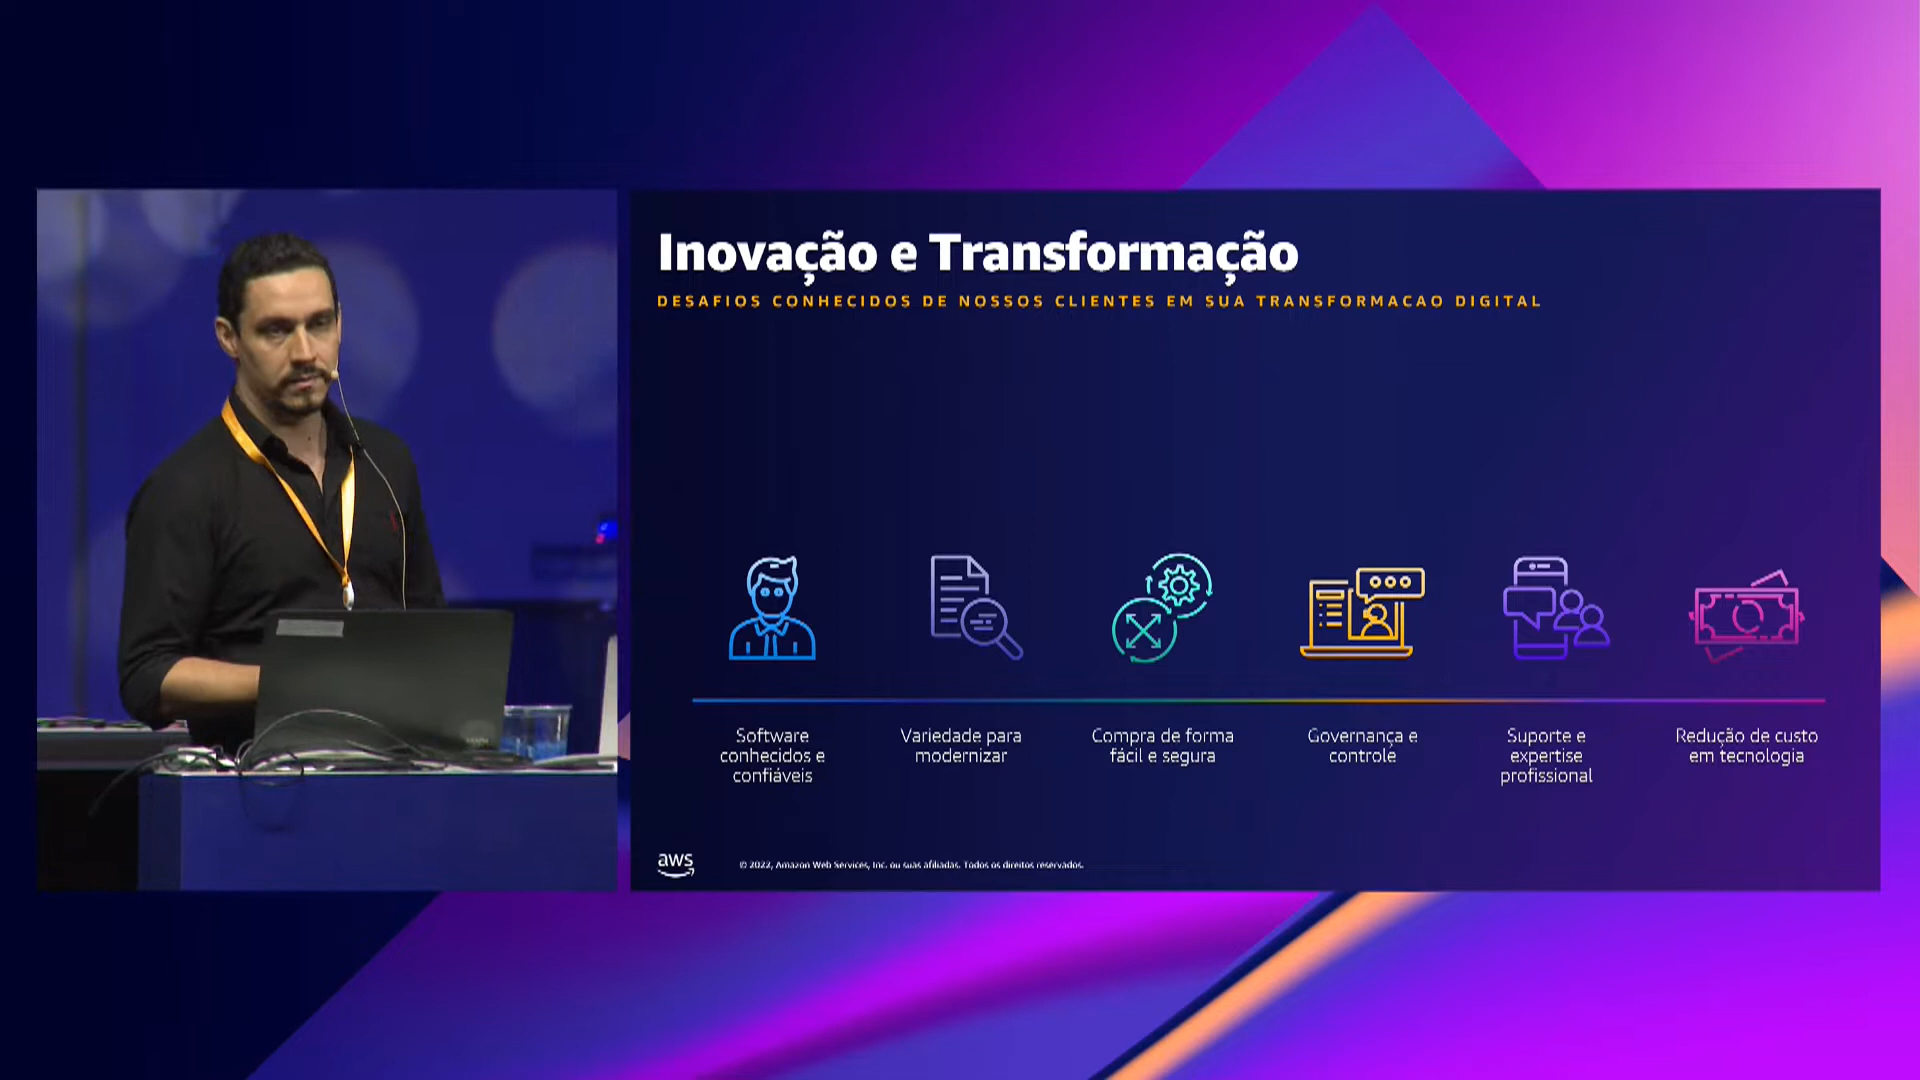 Inovação e Transformação
DESAFIOS CONHECIDOS DE NOSSOS CLIENTES EM SUA TRANSFORMACAO DIGITAL
Software
conhecidos e
confiáveis
Variedade para
modernizar
Compra de forma
fácil e segura
Governança e
controle
Suporte e
expertise
profissional
Redução de custo
em tecnologia
aws
© 2022, Amazon Web Services, Inc. ou suas afiliadas. Todos os direitos reservados.